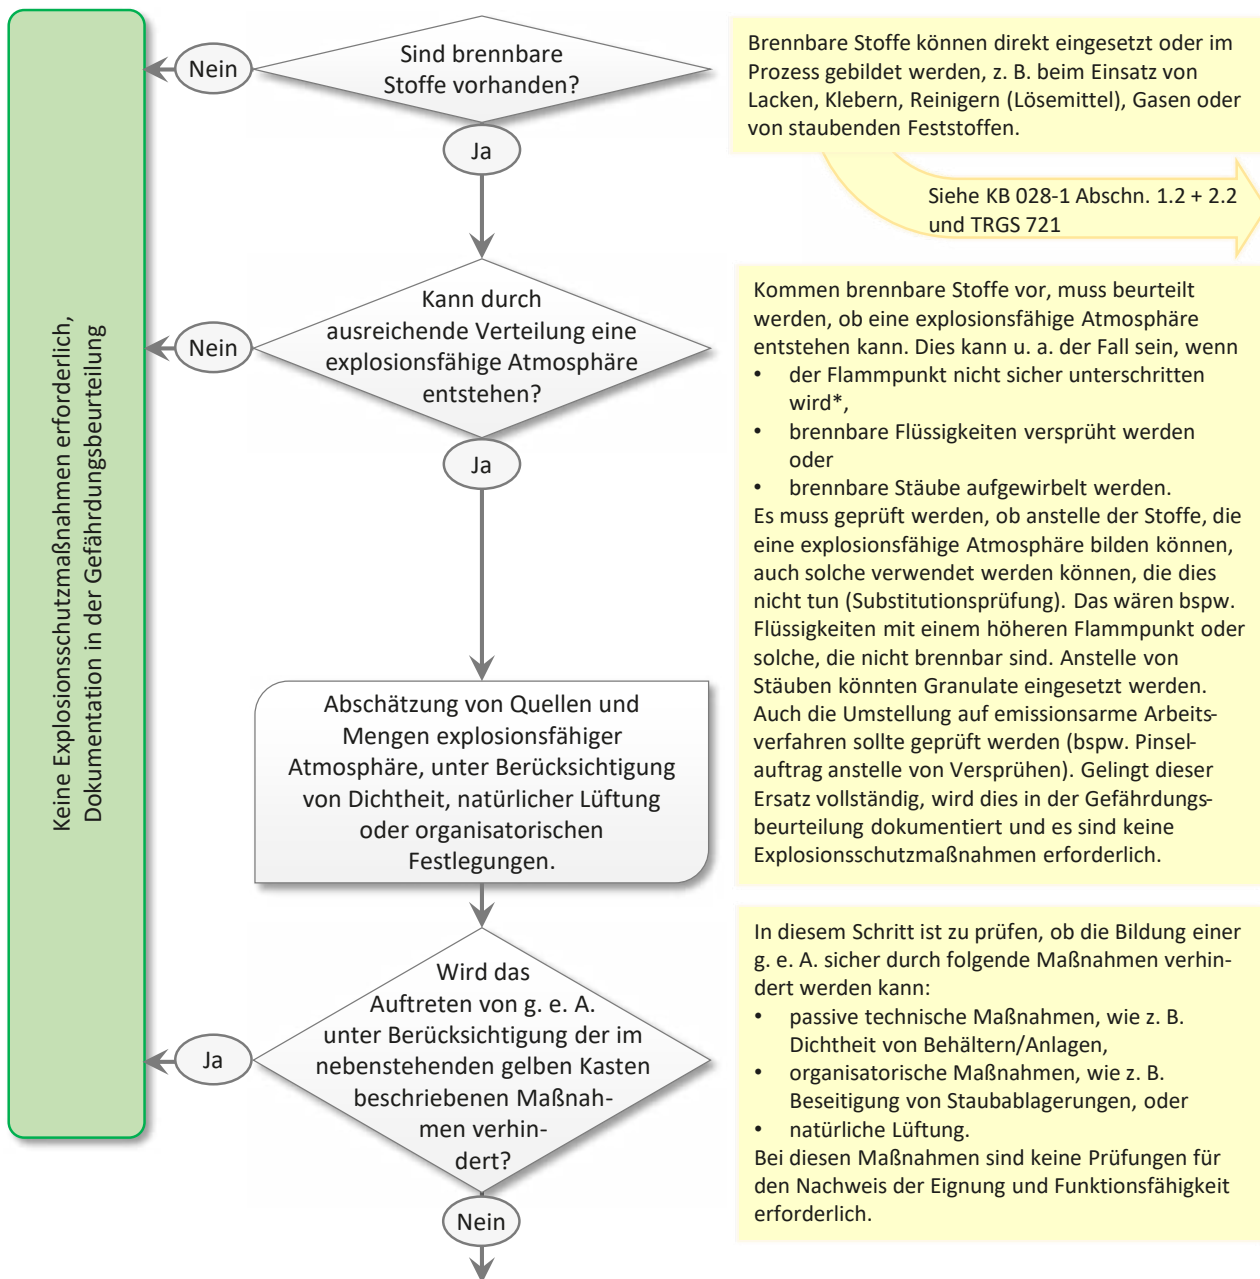 Sind brennbare
Stoffe vorhanden?
Nein
Ja
Brennbare Stoffe können direkt eingesetzt oder im
Prozess gebildet werden, z. B. beim Einsatz von
Lacken, Klebern, Reinigern (Lösemittel), Gasen oder
von staubenden Feststoffen.
Siehe KB 028-1 Abschn. 1.2 + 2.2
und TRGS 721
Keine Explosionsschutzmaßnahmen erforderlich,
Dokumentation in der Gefährdungsbeurteilung
Kann durch
ausreichende Verteilung eine
explosionsfähige Atmosphäre
entstehen?
Nein
Ja
Kommen brennbare Stoffe vor, muss beurteilt
werden, ob eine explosionsfähige Atmosphäre
entstehen kann. Dies kann u. a. der Fall sein, wenn
• der Flammpunkt nicht sicher unterschritten
wird*,
• brennbare Flüssigkeiten versprüht werden
oder
• brennbare Stäube aufgewirbelt werden.
Es muss geprüft werden, ob anstelle der Stoffe, die
eine explosionsfähige Atmosphäre bilden können,
auch solche verwendet werden können, die dies
nicht tun (Substitutionsprüfung). Das wären bspw.
Flüssigkeiten mit einem höheren Flammpunkt oder
solche, die nicht brennbar sind. Anstelle von
Stäuben könnten Granulate eingesetzt werden.
Auch die Umstellung auf emissionsarme Arbeits-
verfahren sollte geprüft werden (bspw. Pinsel-
auftrag anstelle von Versprühen). Gelingt dieser
Ersatz vollständig, wird dies in der Gefährdungs-
beurteilung dokumentiert und es sind keine
Explosionsschutzmaßnahmen erforderlich.
Abschätzung von Quellen und
Mengen explosionsfähiger
Atmosphäre, unter Berücksichtigung
von Dichtheit, natürlicher Lüftung
oder organisatorischen
Festlegungen.
Wird das
Auftreten von g. e. A.
unter Berücksichtigung der im
nebenstehenden gelben Kasten
beschriebenen Maßnah-
men verhin-
dert?
Ja
Nein
In diesem Schritt ist zu prüfen, ob die Bildung einer
g. e. A. sicher durch folgende Maßnahmen verhin-
dert werden kann:
• passive technische Maßnahmen, wie z. B.
Dichtheit von Behältern/Anlagen,
• organisatorische Maßnahmen, wie z. B.
Beseitigung von Staubablagerungen, oder
• natürliche Lüftung.
Bei diesen Maßnahmen sind keine Prüfungen für
den Nachweis der Eignung und Funktionsfähigkeit
erforderlich.